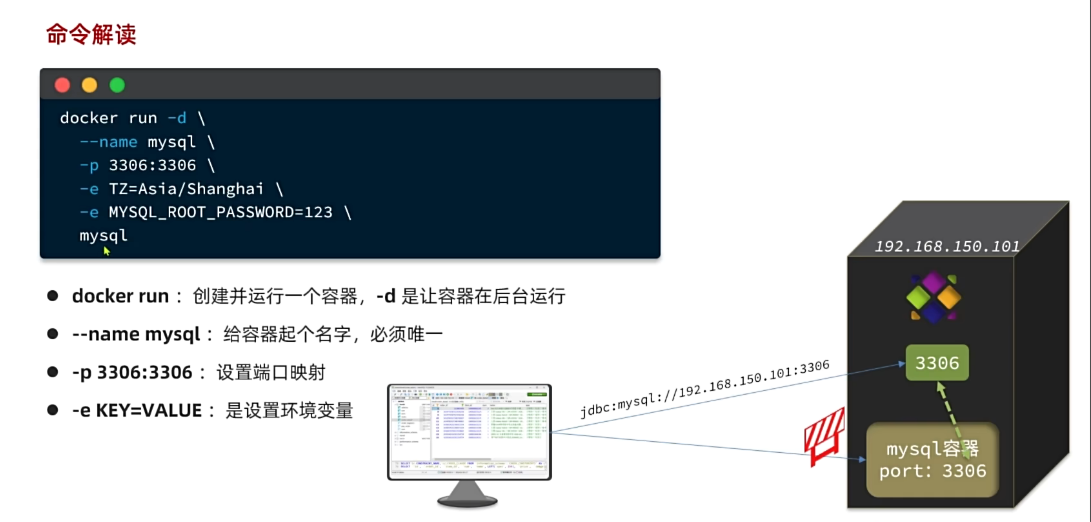 命令解读
docker run -d \
--name mysql \
-p 3306:3306 \
-e TZ=Asia/Shanghai \
-e MYSQL_ROOT_PASSWORD=123 \
mysql
docker run ：创建并运行一个容器，-d 是让容器在后台运行
--name mysql ：给容器起个名字，必须唯一
-p 3306:3306 ：设置端口映射
-e KEY=VALUE ：是设置环境变量
192.168.150.101
3306
jdbc:mysql://192.168.150.101:3306
mysql容器
port: 3306